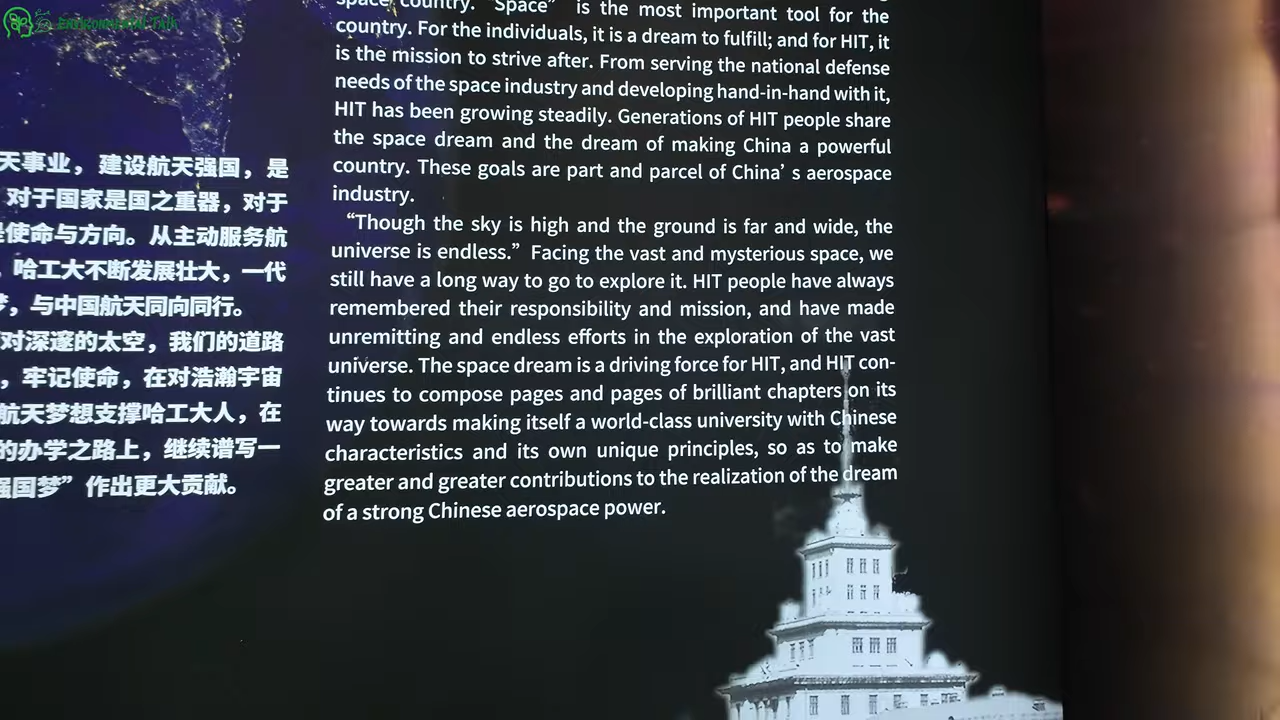 Environmental Talk
天事业，建设航天强国，是
对于国家是国之重器，对于
是使命与方向。从主动服务航
，哈工大不断发展壮大，一代
梦，与中国航天同向同行。
对深邃的太空，我们的道路
，牢记使命，在对浩瀚宇宙
航天梦想支撑哈工大人，在
的办学之路上，继续谱写一
强国梦”作出更大贡献。
space country. “Space” is the most important tool for the
country. For the individuals, it is a dream to fulfill; and for HIT, it
is the mission to strive after. From serving the national defense
needs of the space industry and developing hand-in-hand with it,
HIT has been growing steadily. Generations of HIT people share
the space dream and the dream of making China a powerful
country. These goals are part and parcel of China’ s aerospace
industry.
“Though the sky is high and the ground is far and wide, the
universe is endless.” Facing the vast and mysterious space, we
still have a long way to go to explore it. HIT people have always
remembered their responsibility and mission, and have made
unremitting and endless efforts in the exploration of the vast
universe. The space dream is a driving force for HIT, and HIT con-
tinues to compose pages and pages of brilliant chapters on its
way towards making itself a world-class university with Chinese
characteristics and its own unique principles, so as to make
greater and greater contributions to the realization of the dream
of a strong Chinese aerospace power.